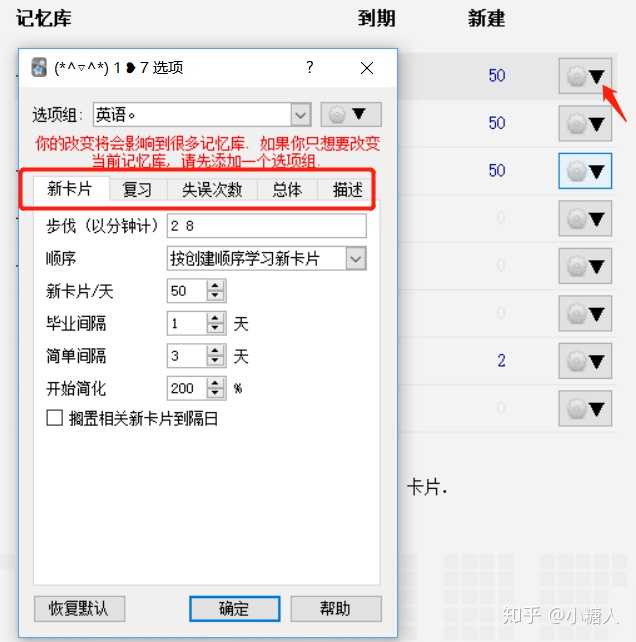 记忆库 到期 新建
(*^▽^*) 1❥7 选项 ?
50
选项组: 英语。
50
你的改变将会影响到很多记忆库. 如果你只想要改变
当前记忆库, 请先添加一个选项组.
50
新卡片 复习 失误次数 总体 描述
步伐（以分钟计） 2 8
0
顺序 按创建顺序学习新卡片
0
新卡片/天 50
毕业间隔 1 天
0
简单间隔 3 天
2
开始简化 200 %
0
搁置相关新卡片到隔日
卡片.
恢复默认 确定 帮助
知乎 @小糖人